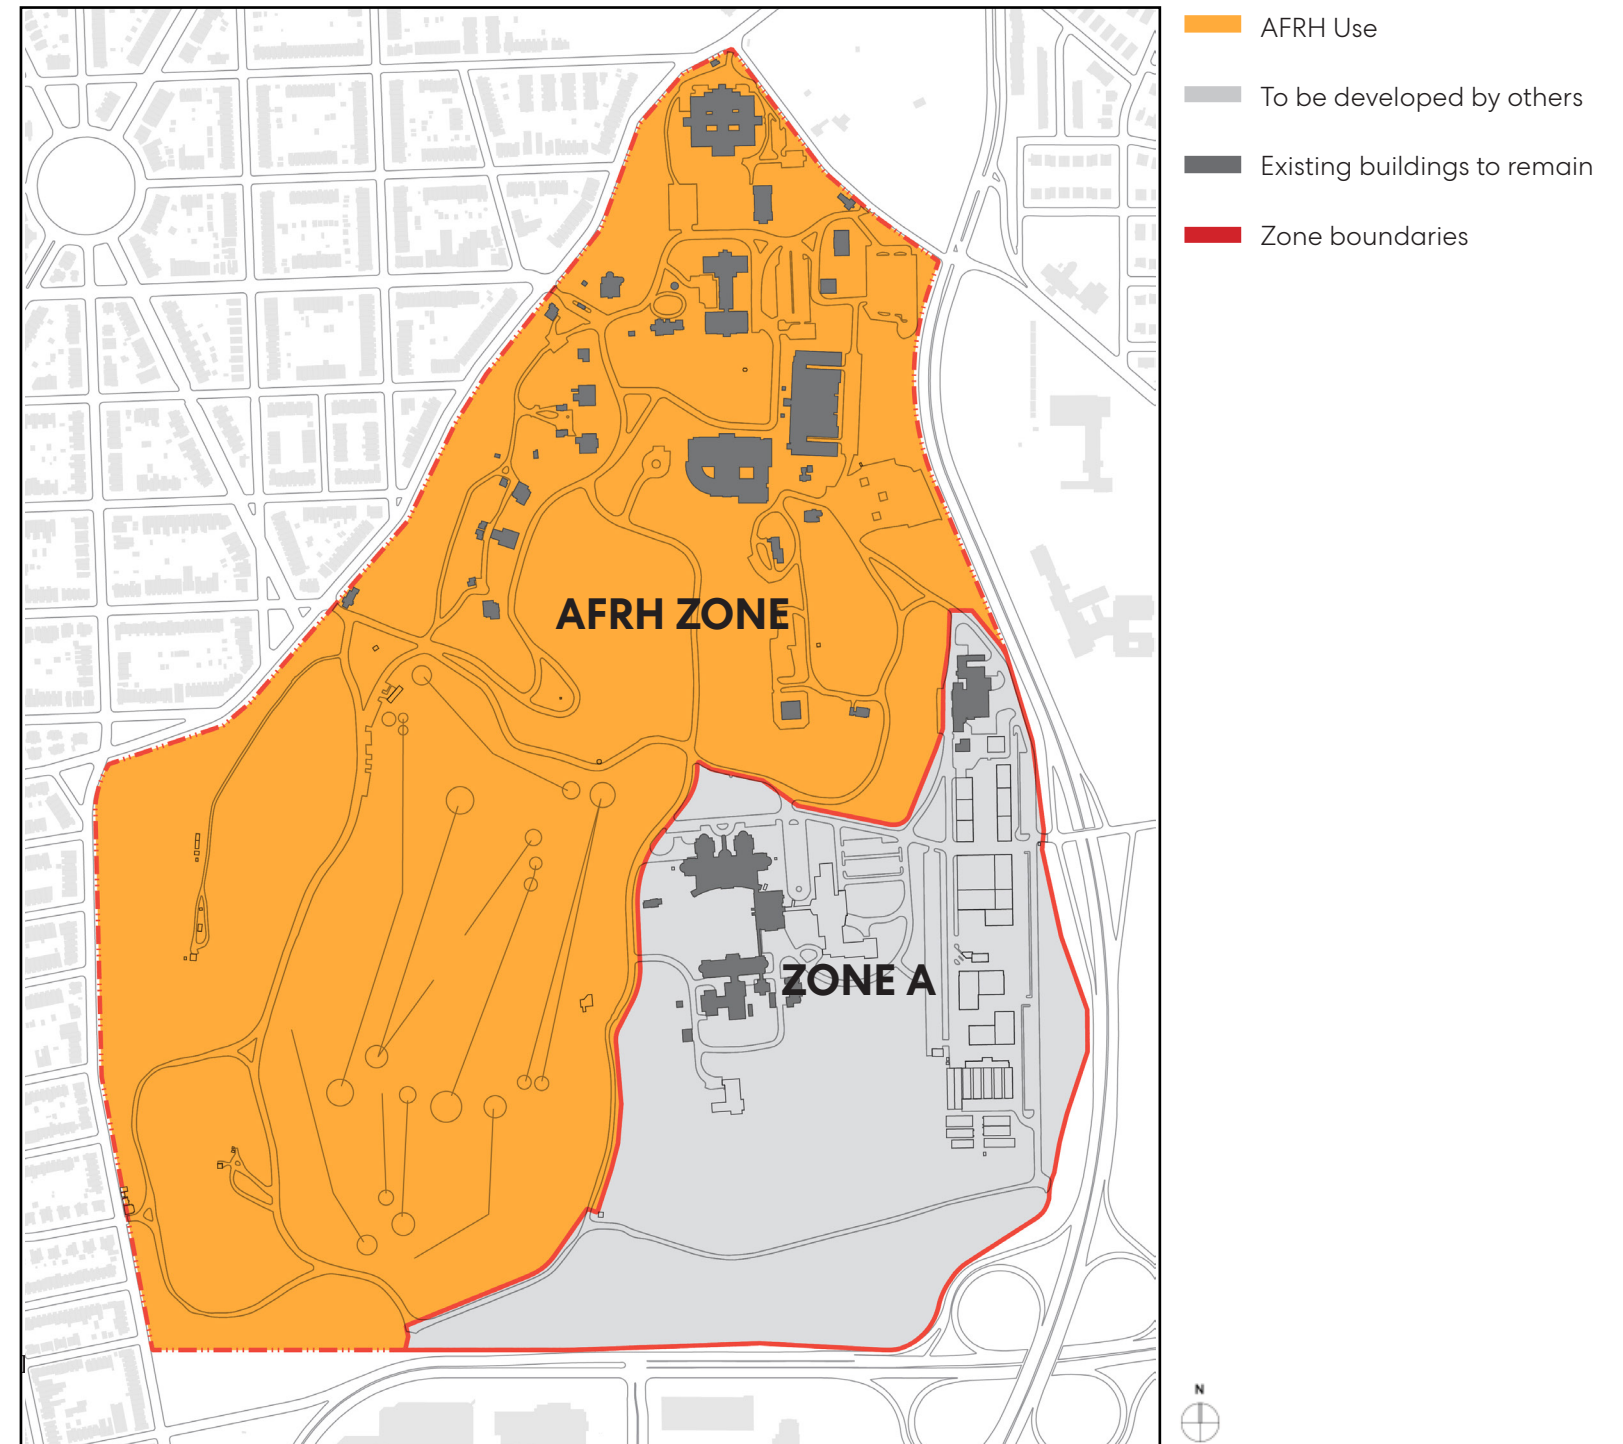 AFRH Use
To be developed by others
Existing buildings to remain
Zone boundaries
AFRH ZONE
ZONE A
N